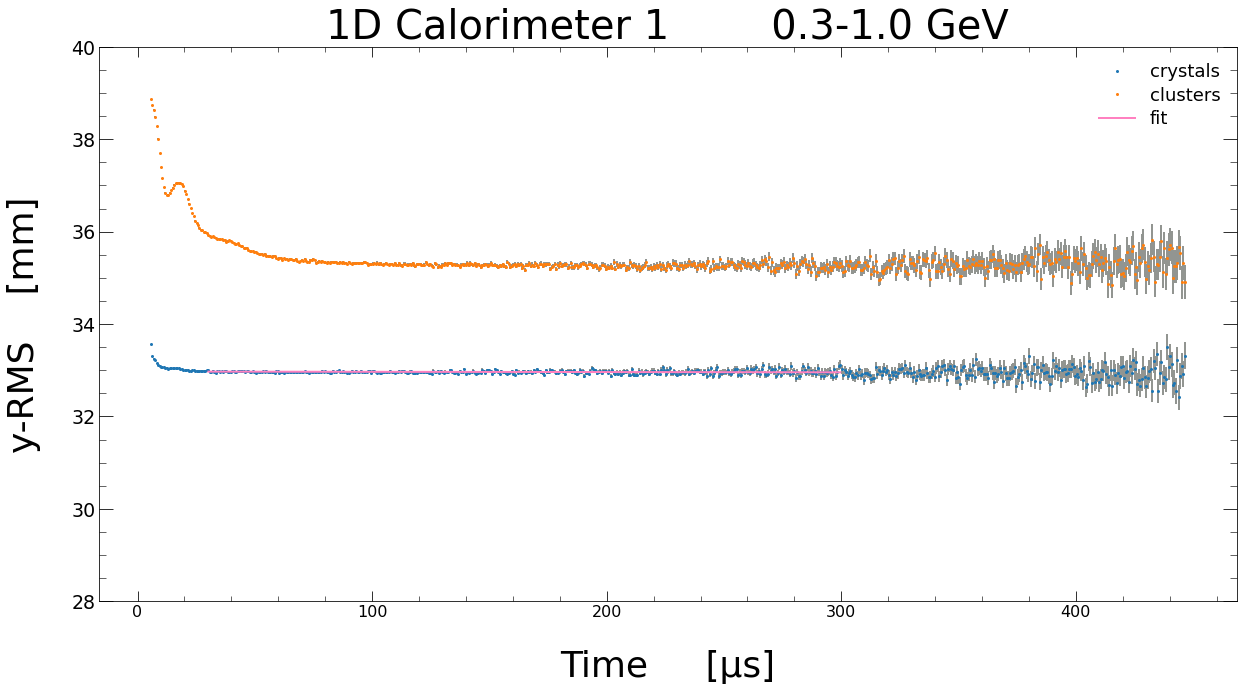 1D Calorimeter 1 0.3-1.0 GeV
y-RMS [mm]
40
38
36
34
32
30
28
crystals
clusters
fit
0 100 200 300 400
Time [μs]